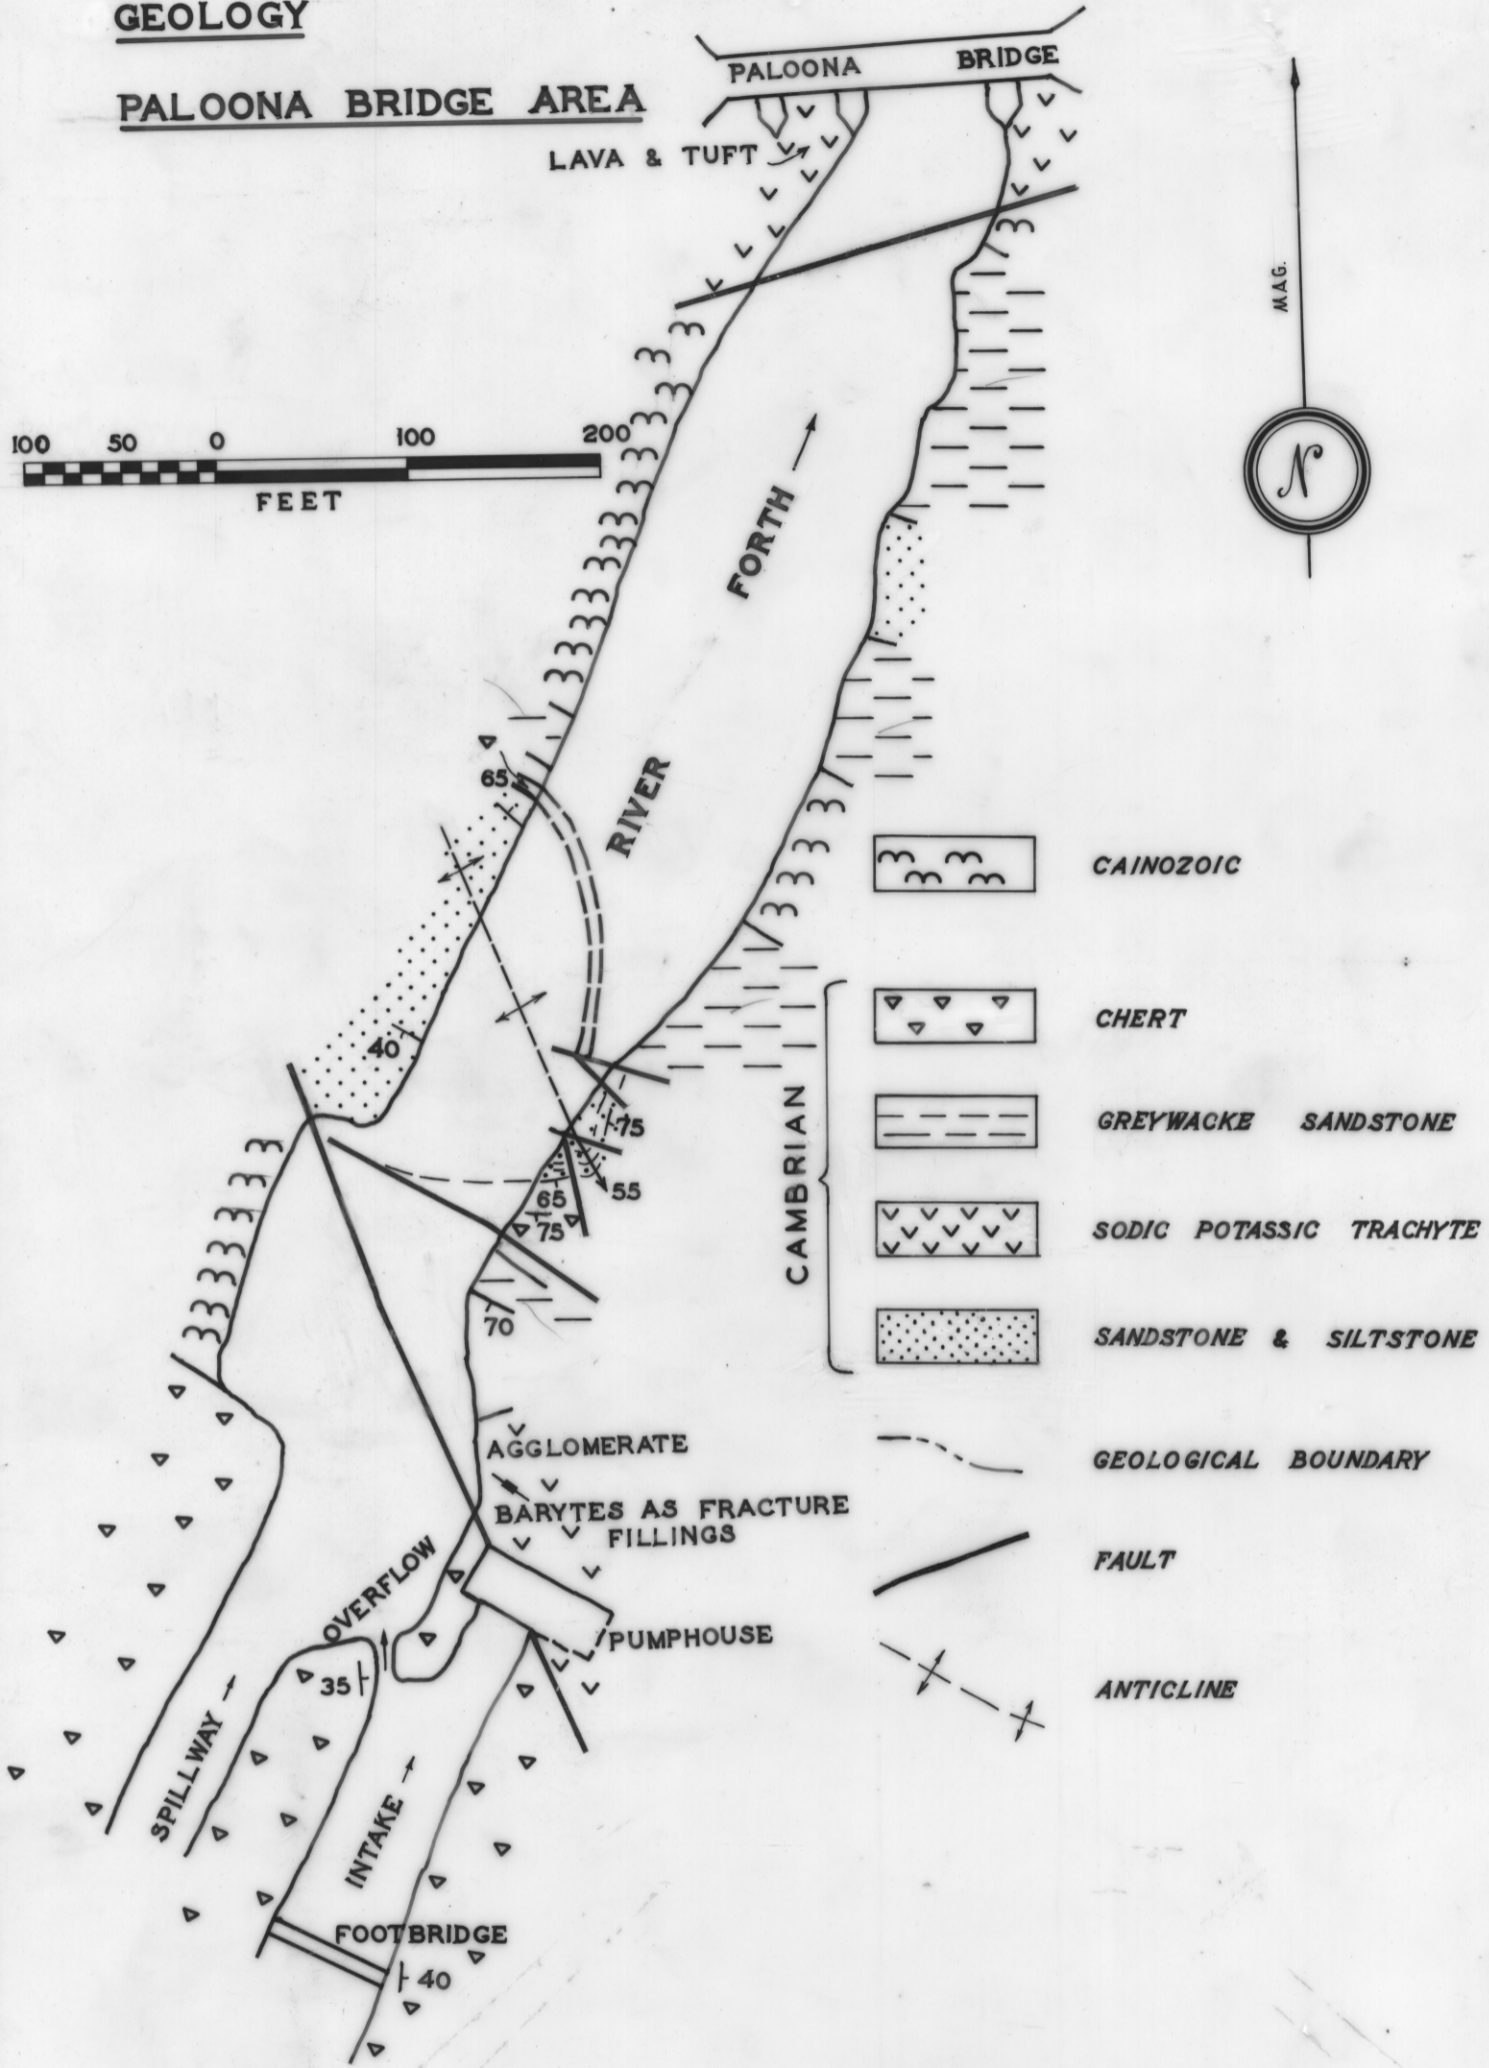 GEOLOGY
PALOONA BRIDGE AREA
PALOONA BRIDGE
LAVA & TUFT
MAG.
N
100 50 0 100 200
FEET
FORTH
RIVER
65
40
75
55
65
75
70
AGGLOMERATE
BARYTES AS FRACTURE
FILLINGS
OVERFLOW
PUMPHOUSE
35
SPILLWAY
INTAKE
FOOTBRIDGE
40
CAINOZOIC
CAMBRIAN
CHERT
GREYWACKE SANDSTONE
SODIC POTASSIC TRACHYTE
SANDSTONE & SILTSTONE
GEOLOGICAL BOUNDARY
FAULT
ANTICLINE